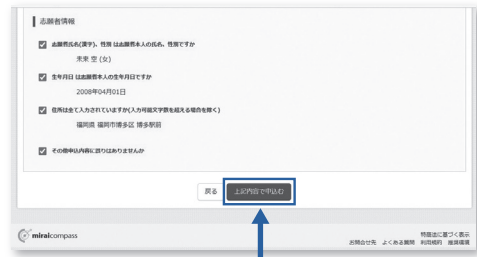 志願者情報
志願者氏名(漢字)、性別 は志願者本人の氏名、性別ですか
未来 空 (女)
生年月日 は志願者本人の生年月日ですか
2008年04月01日
住所は全て入力されていますか(入力可能文字数を超える場合を除く)
福岡県 福岡市博多区 博多駅前
その他申込内容に誤りはありませんか
戻る 上記内容で申込む
miraicompass
特商法に基づく表示
お問合せ先 よくある質問 利用規約 推奨環境